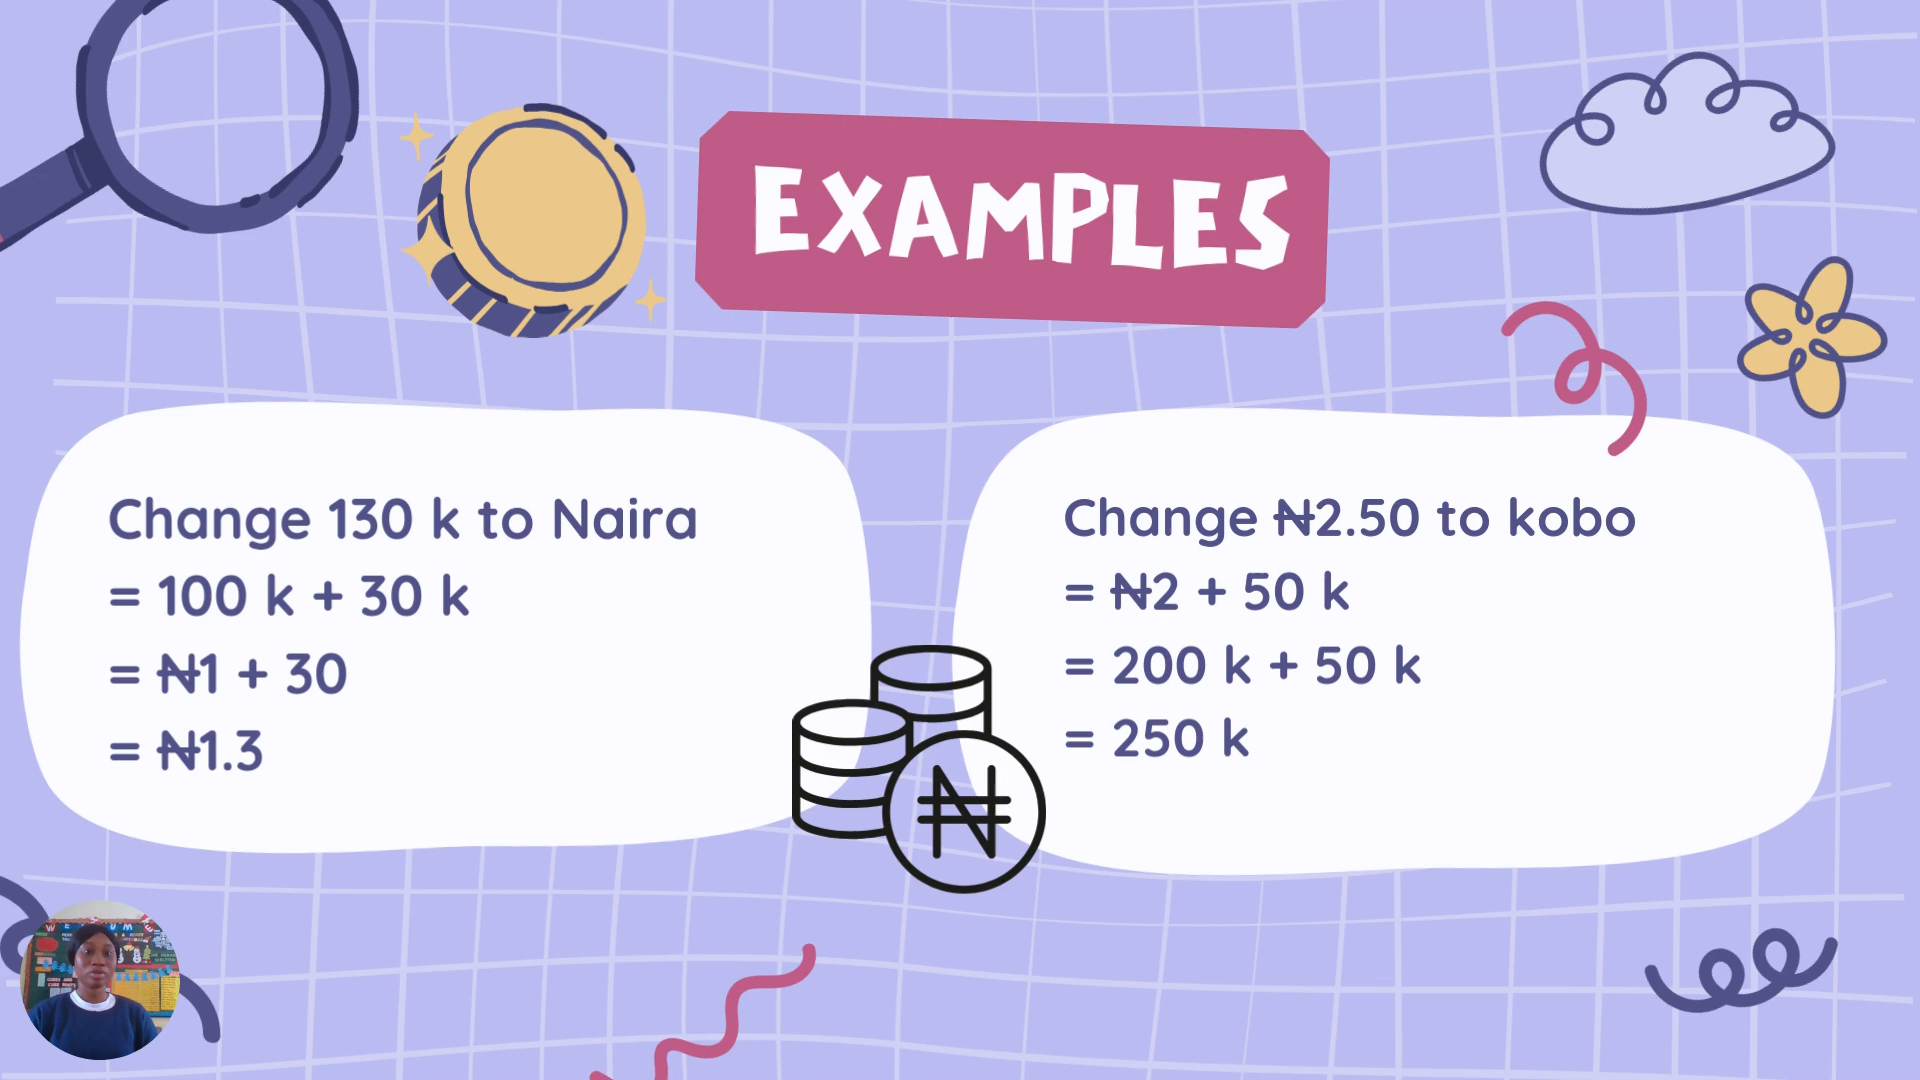 EXAMPLES
Change 130 k to Naira
= 100 k + 30 k
= ₦1 + 30
= ₦1.3
Change ₦2.50 to kobo
= ₦2 + 50 k
= 200 k + 50 k
= 250 k
₦